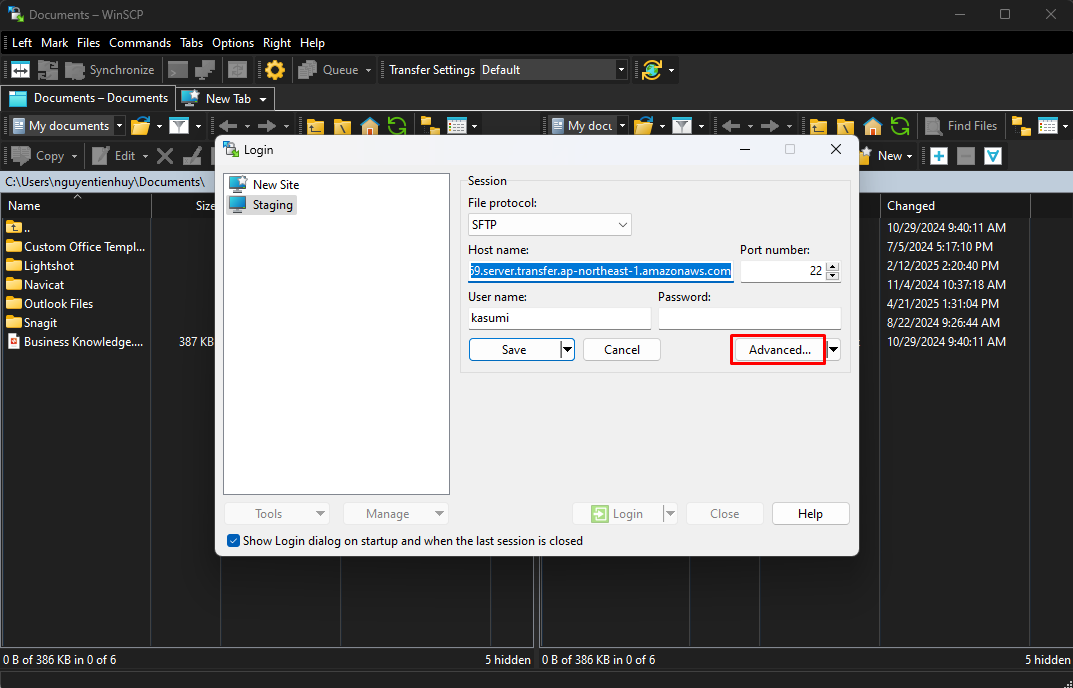 Documents – WinSCP
Left Mark Files Commands Tabs Options Right Help
Synchronize Queue Transfer Settings Default
Documents – Documents New Tab
My documents My docu Find Files
Copy Edit New
C:\Users\nguyentienhuy\Documents\
Name Size Changed
.. 10/29/2024 9:40:11 AM
Custom Office Templ... 7/5/2024 5:17:10 PM
Lightshot 2/12/2025 2:20:40 PM
Navicat 11/4/2024 10:37:18 AM
Outlook Files 4/21/2025 1:31:04 PM
Snagit 8/22/2024 9:26:44 AM
Business Knowledge.... 387 KB 10/29/2024 9:40:11 AM
Login
New Site
Staging
Session
File protocol:
SFTP
Host name: Port number:
69.server.transfer.ap-northeast-1.amazonaws.com 22
User name: Password:
kasumi
Save Cancel Advanced...
Tools Manage Login Close Help
Show Login dialog on startup and when the last session is closed
0 B of 386 KB in 0 of 6 5 hidden 0 B of 386 KB in 0 of 6 5 hidden